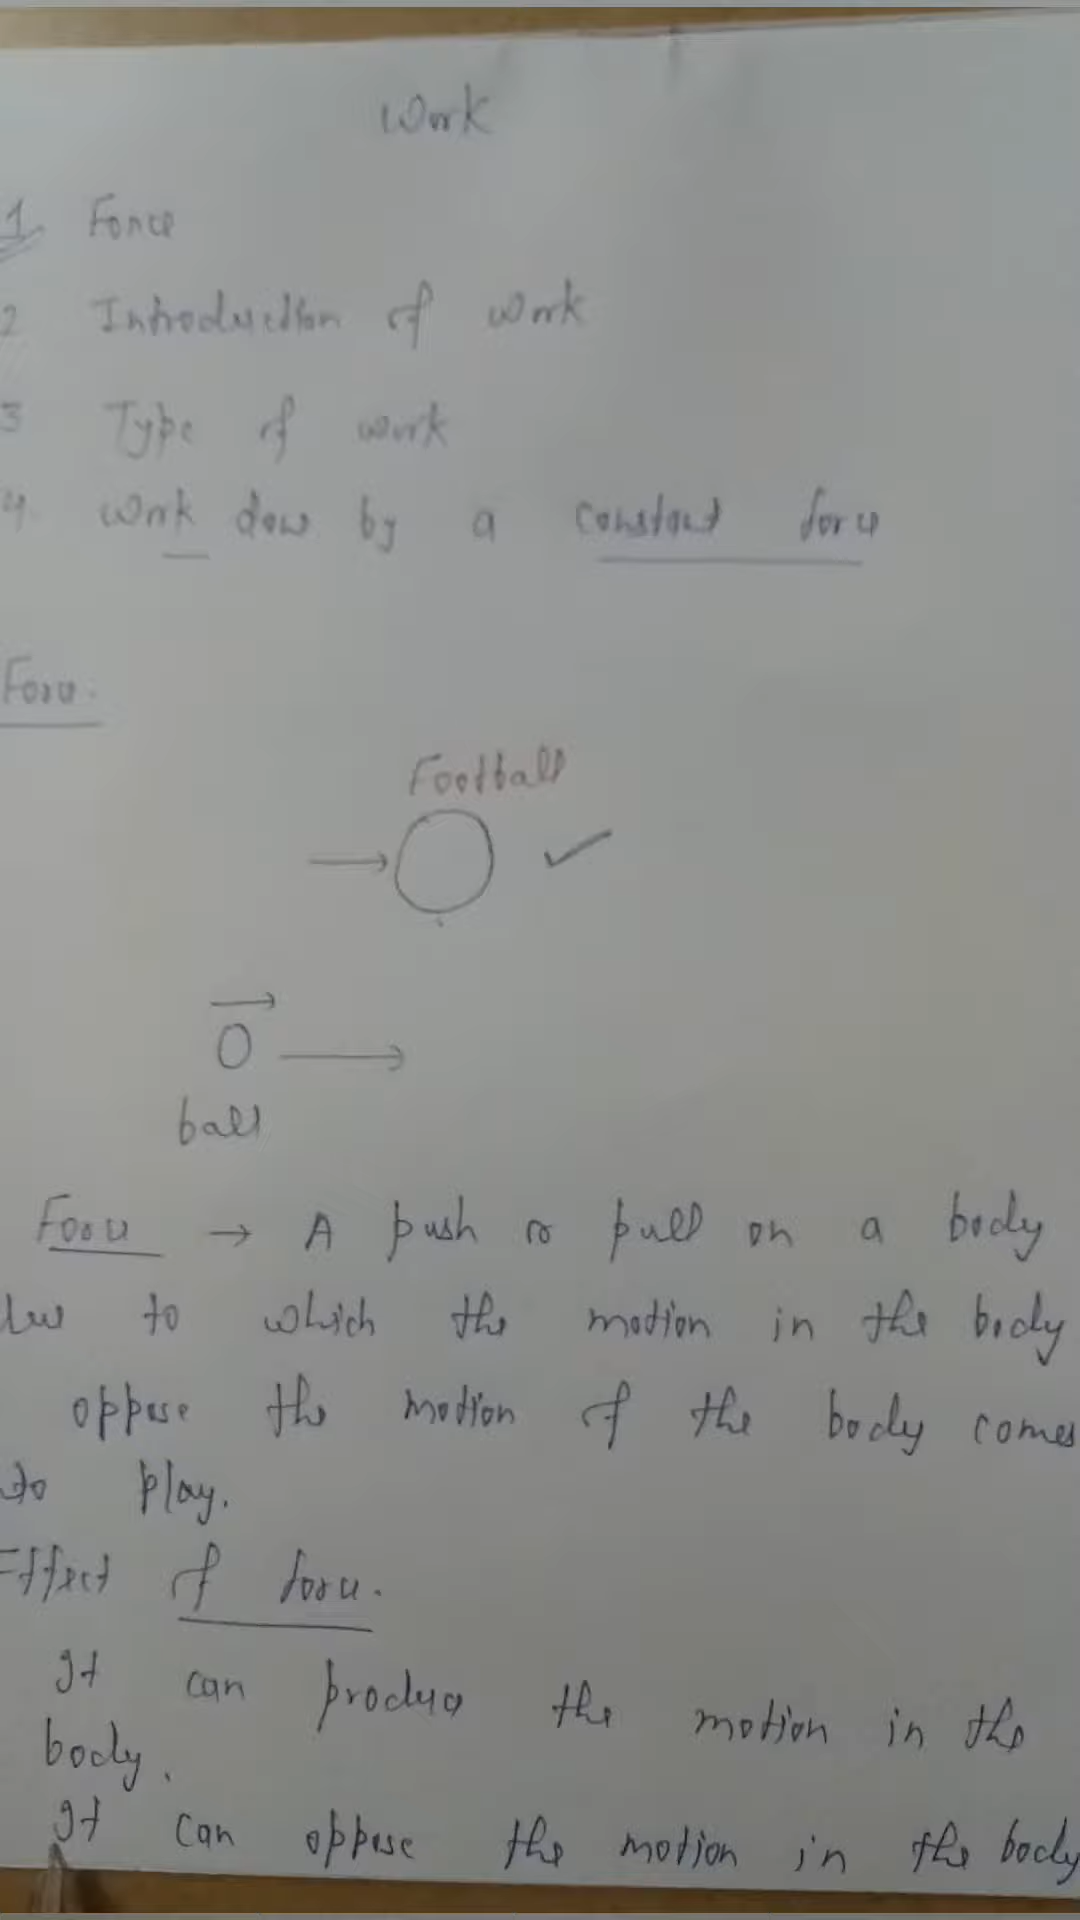 Work
1. Force
2 Introduction of work
3 Type of work
4. Work done by a constant force
Force.
Football
ball
Force → A push or pull on a body
due to which the motion in the body
oppose the motion of the body comes
to play.
Effect of force.
It can produce the motion in the
body.
It can oppose the motion in the body